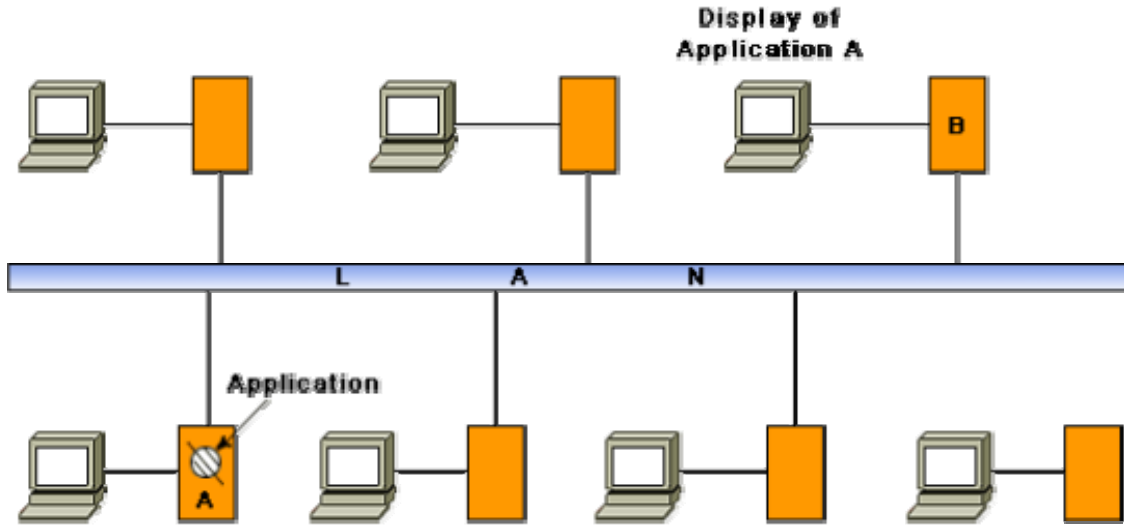 Display of
Application A
B
L A N
Application
A